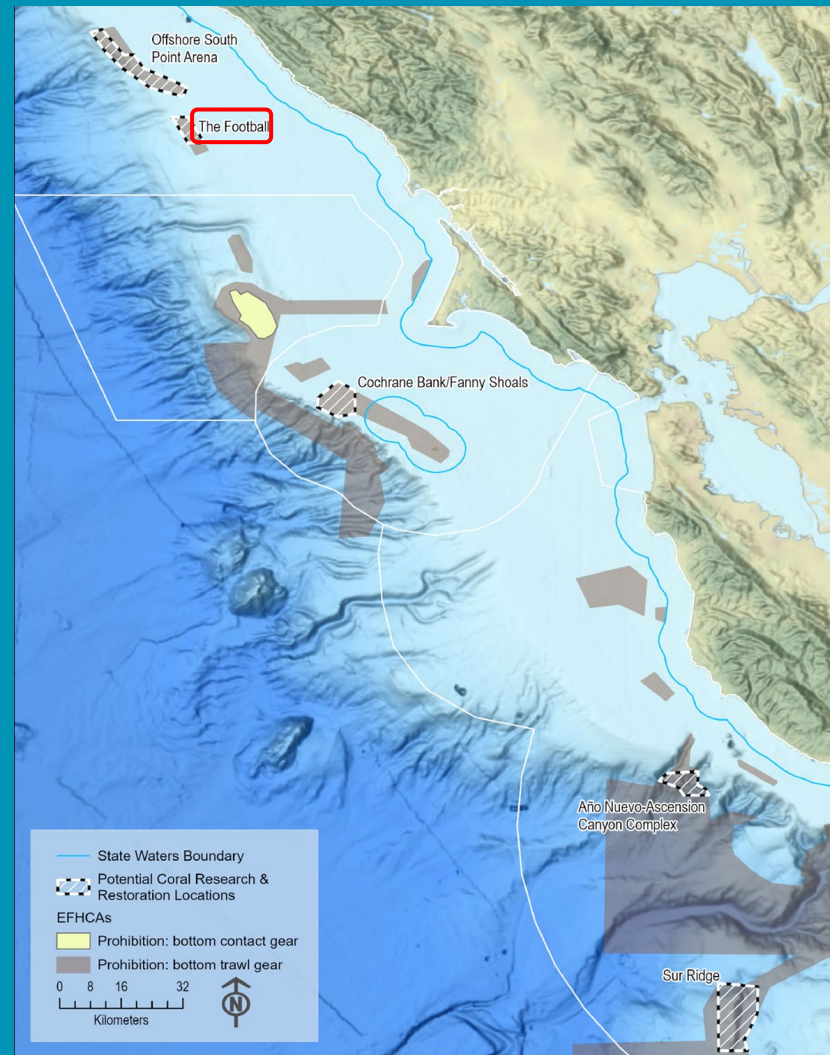 Offshore South
Point Arena
The Football
Cochrane Bank/Fanny Shoals
Año Nuevo-Ascension
Canyon Complex
Sur Ridge
State Waters Boundary
Potential Coral Research &
Restoration Locations
EFHCAs
Prohibition: bottom contact gear
Prohibition: bottom trawl gear
0 8 16 32
Kilometers
N